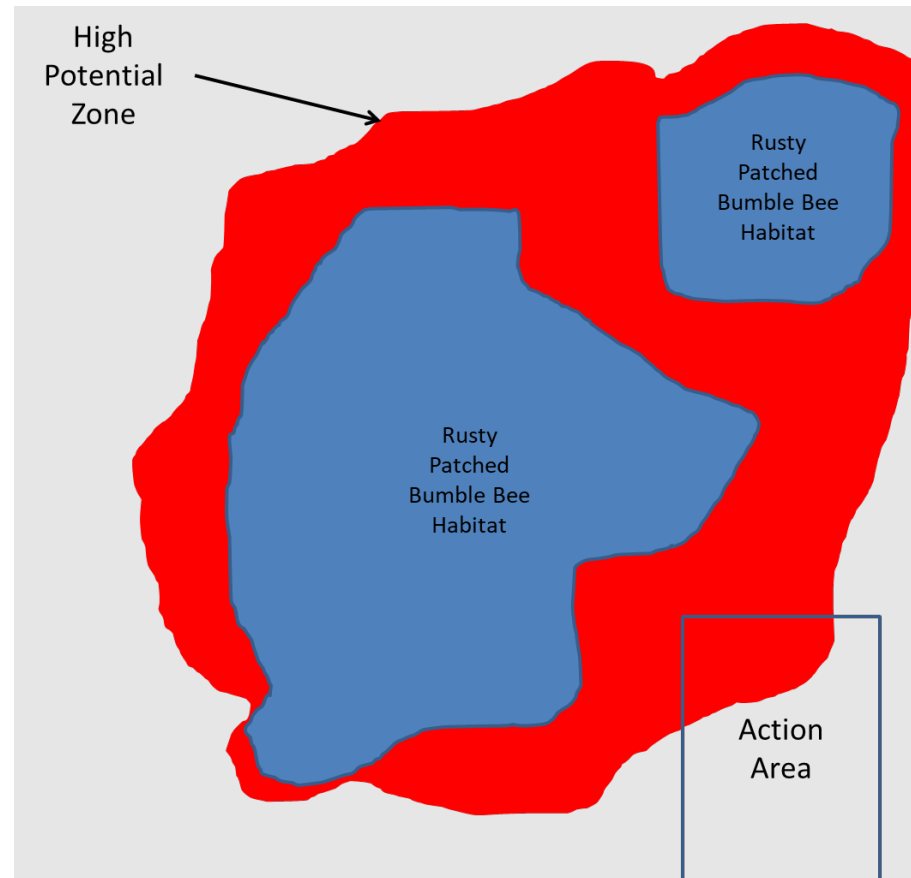 High
Potential
Zone
Rusty
Patched
Bumble Bee
Habitat
Rusty
Patched
Bumble Bee
Habitat
Action
Area